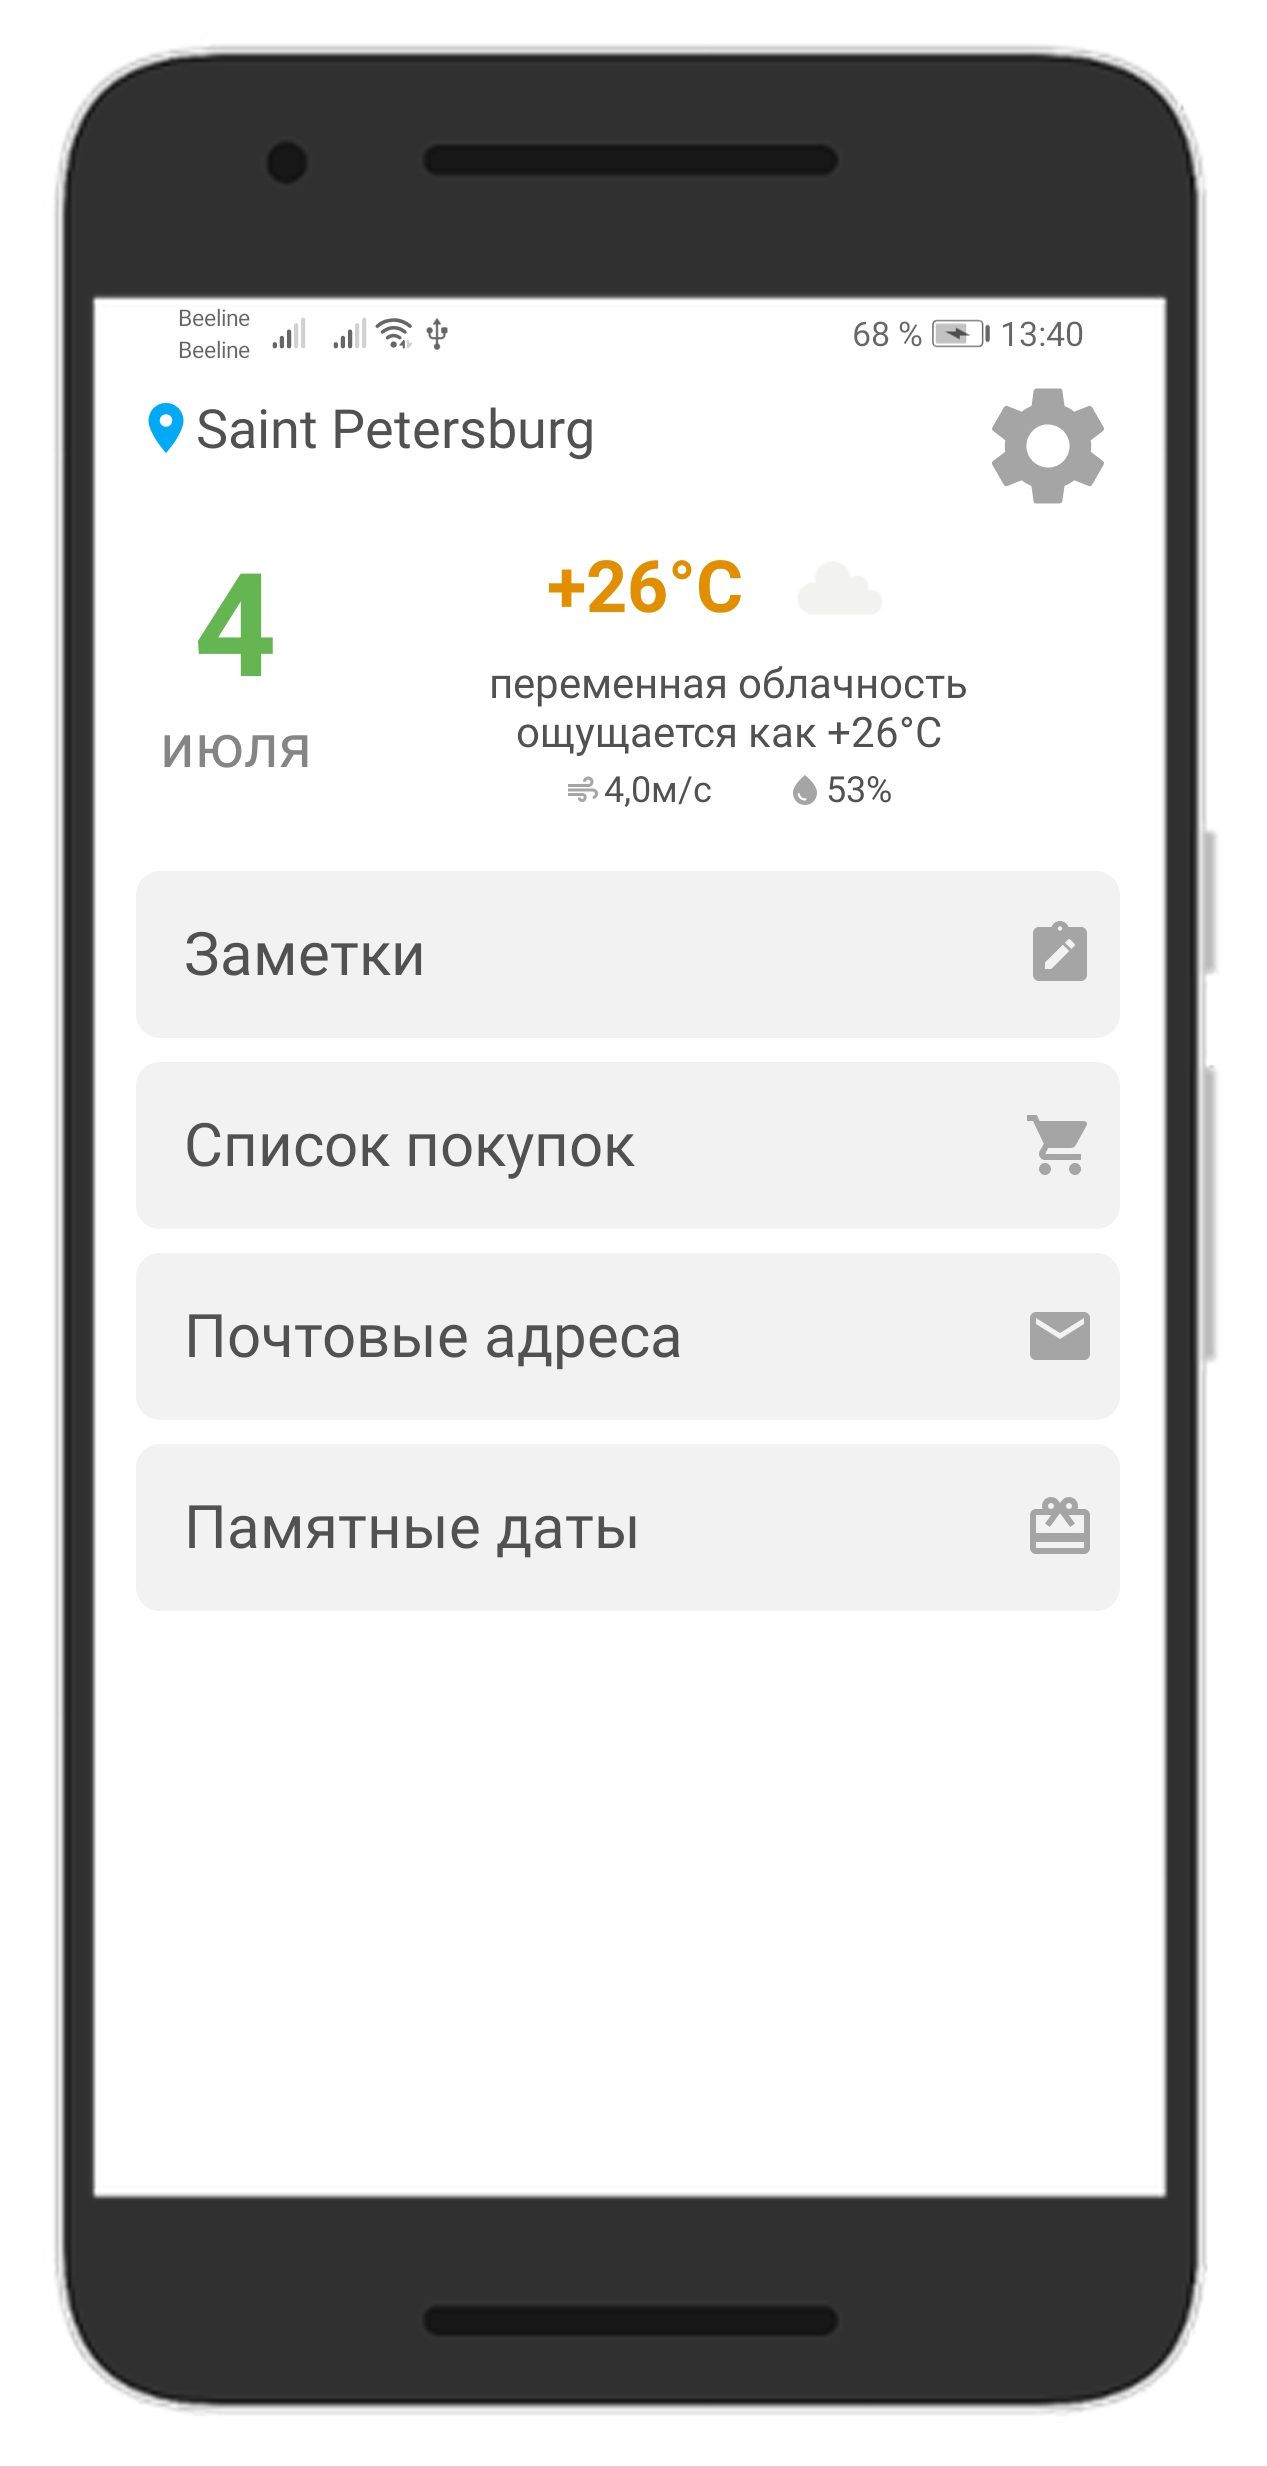 Beeline
Beeline
68 % 13:40
Saint Petersburg
4
июля
+26°C
переменная облачность
ощущается как +26°C
4,0м/с 53%
Заметки
Список покупок
Почтовые адреса
Памятные даты